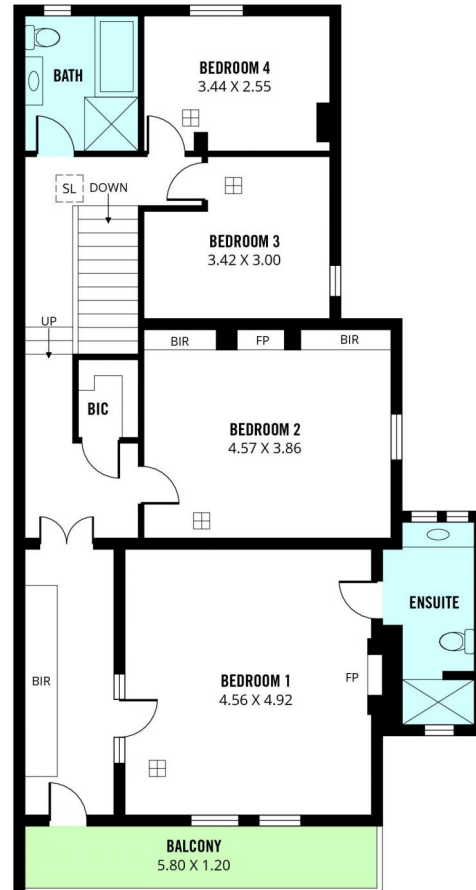 BATH
BEDROOM 4
3.44 X 2.55
SL
DOWN
BEDROOM 3
3.42 X 3.00
UP
BIR
FP
BIR
BIC
BEDROOM 2
4.57 X 3.86
ENSUITE
BIR
BEDROOM 1
4.56 X 4.92
FP
BALCONY
5.80 X 1.20